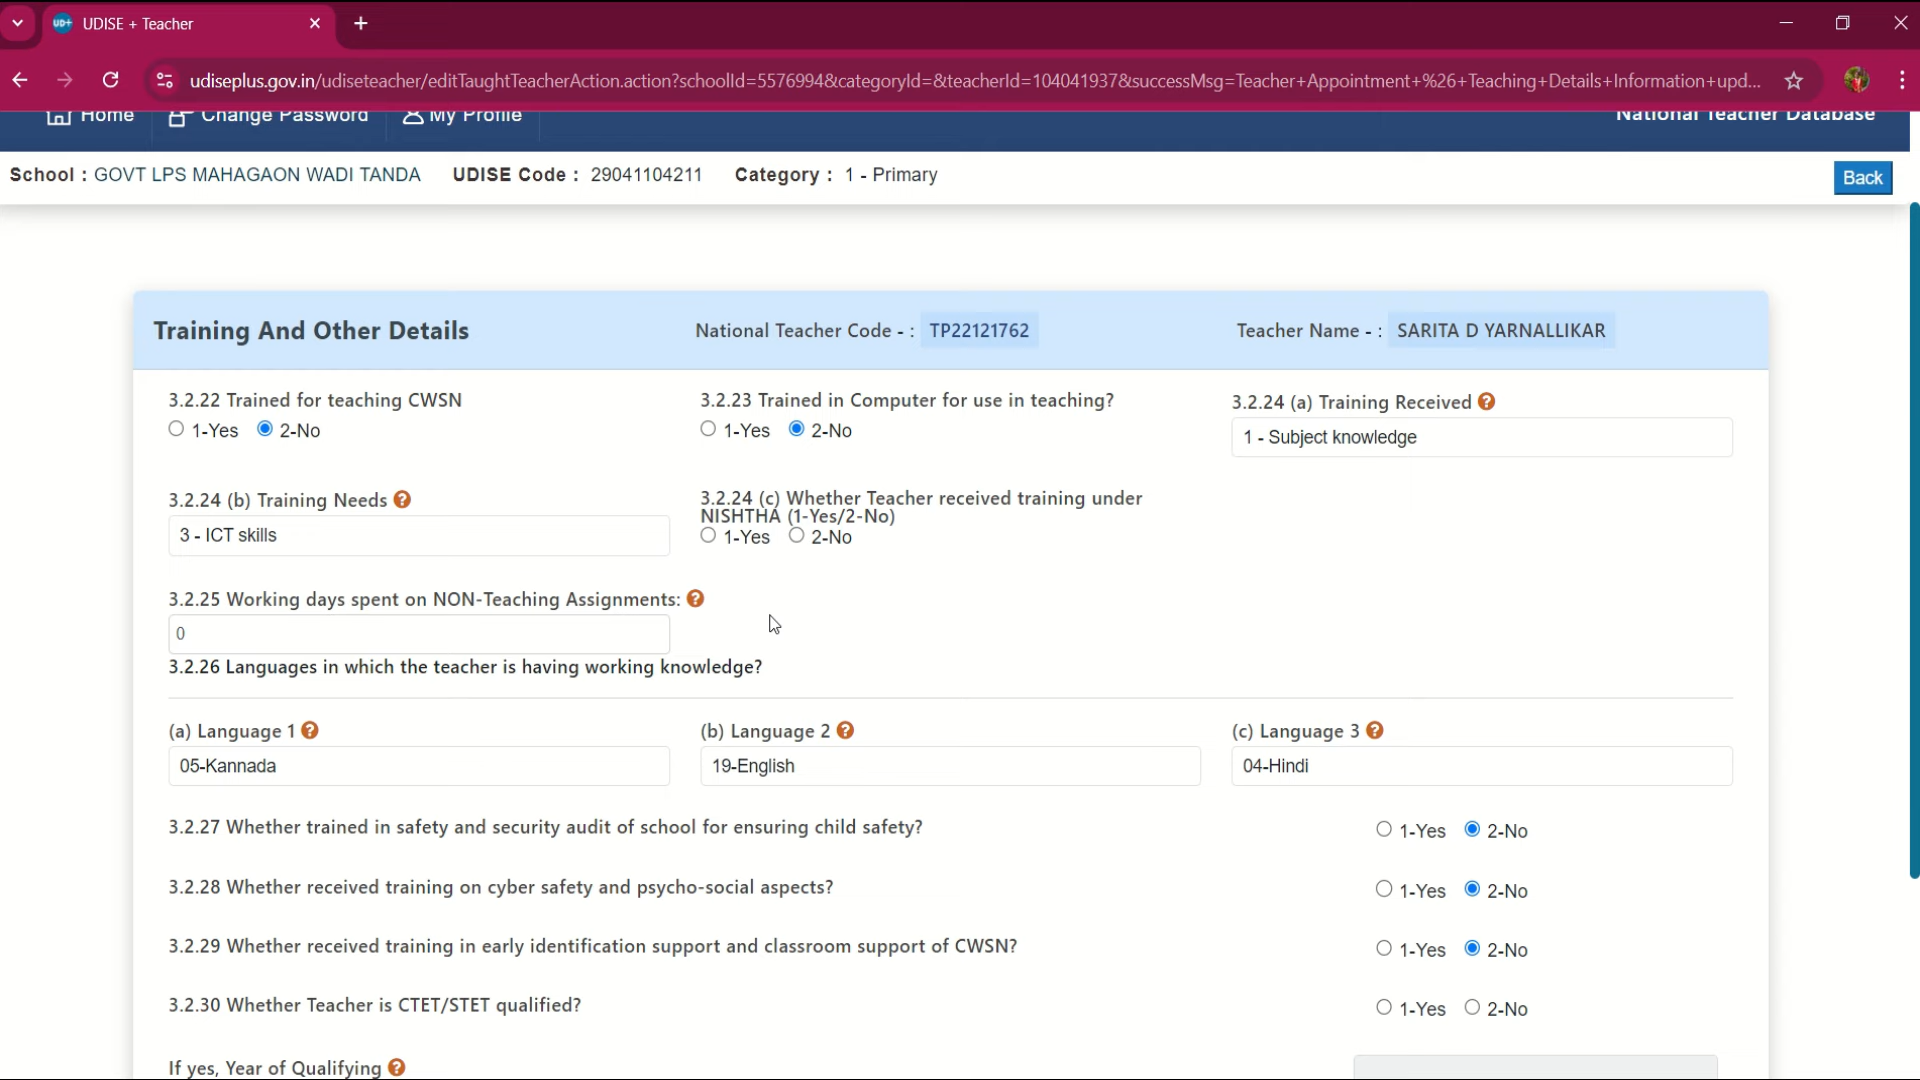 UDISE + Teacher
udiseplus.gov.in/udiseteacher/editTaughtTeacherAction.action?schoolId=5576994&categoryId=&teacherId=104041937&successMsg=Teacher+Appointment+%26+Teaching+Details+Information+upd...
Home Change Password My Profile National Teacher Database
School : GOVT LPS MAHAGAON WADI TANDA UDISE Code : 29041104211 Category : 1 - Primary Back
Training And Other Details National Teacher Code - : TP22121762 Teacher Name - : SARITA D YARNALLIKAR
3.2.22 Trained for teaching CWSN 3.2.23 Trained in Computer for use in teaching? 3.2.24 (a) Training Received ?
1-Yes 2-No 1-Yes 2-No 1 - Subject knowledge
3.2.24 (b) Training Needs ? 3.2.24 (c) Whether Teacher received training under
NISHTHA (1-Yes/2-No)
3 - ICT skills 1-Yes 2-No
3.2.25 Working days spent on NON-Teaching Assignments: ?
0
3.2.26 Languages in which the teacher is having working knowledge?
(a) Language 1 ? (b) Language 2 ? (c) Language 3 ?
05-Kannada 19-English 04-Hindi
3.2.27 Whether trained in safety and security audit of school for ensuring child safety? 1-Yes 2-No
3.2.28 Whether received training on cyber safety and psycho-social aspects? 1-Yes 2-No
3.2.29 Whether received training in early identification support and classroom support of CWSN? 1-Yes 2-No
3.2.30 Whether Teacher is CTET/STET qualified? 1-Yes 2-No
If yes, Year of Qualifying ?